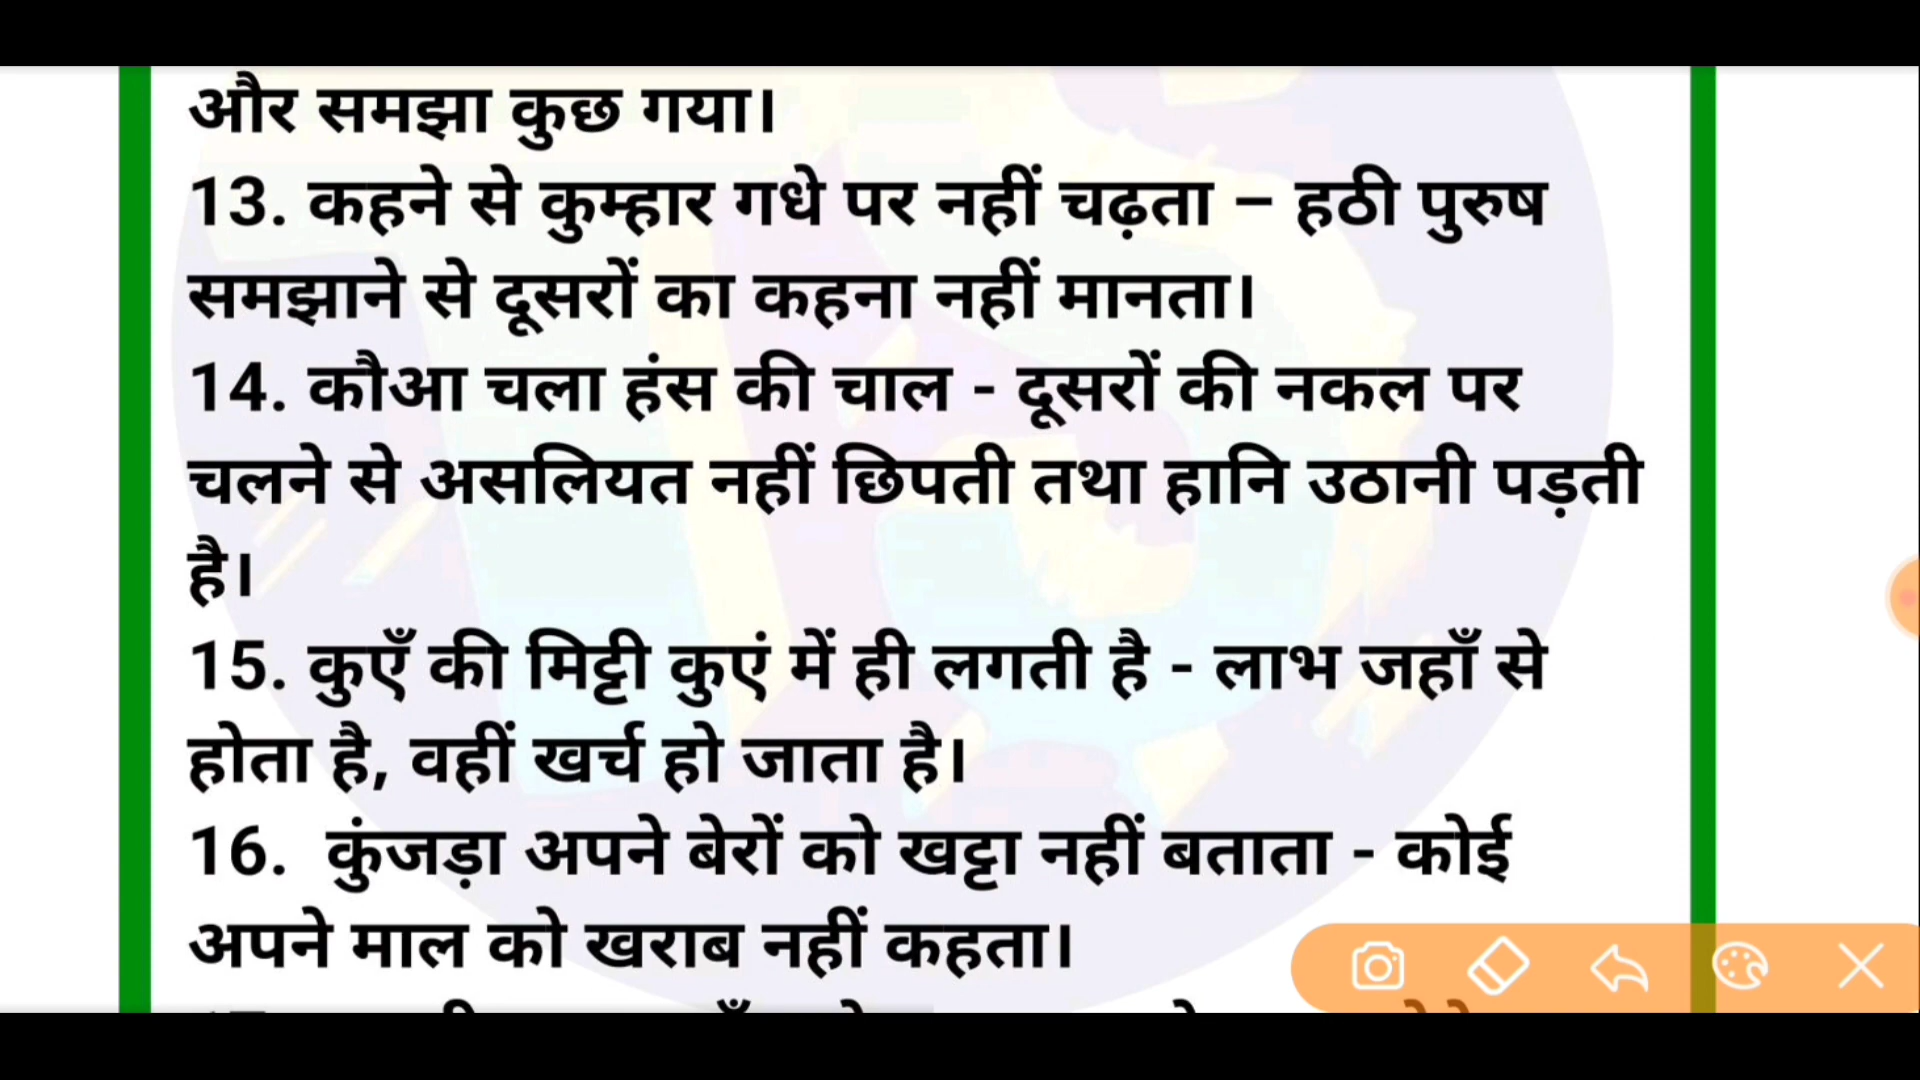 और समझा कुछ गया।
13. कहने से कुम्हार गधे पर नहीं चढ़ता – हठी पुरुष
समझाने से दूसरों का कहना नहीं मानता।
14. कौआ चला हंस की चाल - दूसरों की नकल पर
चलने से असलियत नहीं छिपती तथा हानि उठानी पड़ती
है।
15. कुएँ की मिट्टी कुएं में ही लगती है - लाभ जहाँ से
होता है, वहीं खर्च हो जाता है।
16.  कुंजड़ा अपने बेरों को खट्टा नहीं बताता - कोई
अपने माल को खराब नहीं कहता।